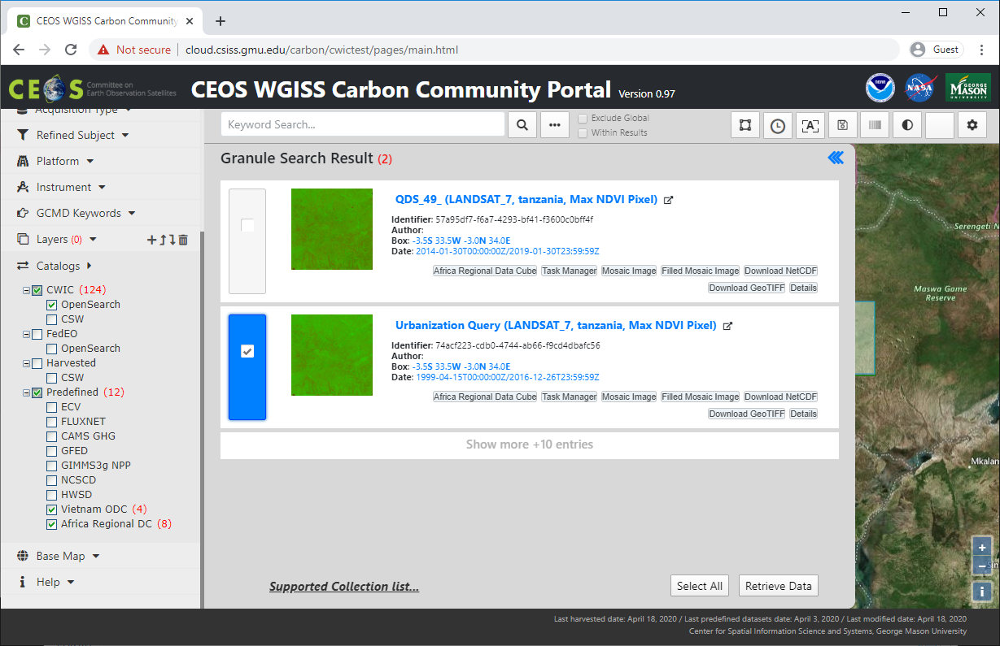 CEOS WGISS Carbon Community
Not secure
cloud.csiss.gmu.edu/carbon/cwictest/pages/main.html
Guest
CEOS
Committee on
Earth Observation Satellites
CEOS WGISS Carbon Community Portal Version 0.97
NOAA
NASA
GEORGE
MASON
UNIVERSITY
Acquisition Type
Refined Subject
Platform
Instrument
GCMD Keywords
Layers (0)
Catalogs
CWIC (124)
OpenSearch
CSW
FedEO
OpenSearch
Harvested
CSW
Predefined (12)
ECV
FLUXNET
CAMS GHG
GFED
GIMMS3g NPP
NCSCD
HWSD
Vietnam ODC (4)
Africa Regional DC (8)
Base Map
Help
Keyword Search...
Exclude Global
Within Results
[A]
Granule Search Result (2)
QDS_49_ (LANDSAT_7, tanzania, Max NDVI Pixel)
Identifier: 57a95df7-f6a7-4293-bf41-f3600c0bff4f
Author:
Box: -3.5S 33.5W -3.0N 34.0E
Date: 2014-01-30T00:00:00Z/2019-01-30T23:59:59Z
Africa Regional Data Cube Task Manager Mosaic Image Filled Mosaic Image Download NetCDF
Download GeoTIFF Details
Urbanization Query (LANDSAT_7, tanzania, Max NDVI Pixel)
Identifier: 74acf223-cdb0-4744-ab66-f9cd4dbafc56
Author:
Box: -3.5S 33.5W -3.0N 34.0E
Date: 1999-04-15T00:00:00Z/2016-12-26T23:59:59Z
Africa Regional Data Cube Task Manager Mosaic Image Filled Mosaic Image Download NetCDF
Download GeoTIFF Details
Show more +10 entries
Supported Collection list...
Select All
Retrieve Data
Serengeti N
Maswa Game
Reserve
Mkalan
Sin
Last harvested date: April 18, 2020 / Last predefined datasets date: April 3, 2020 / Last modified date: April 18, 2020
Center for Spatial Information Science and Systems, George Mason University